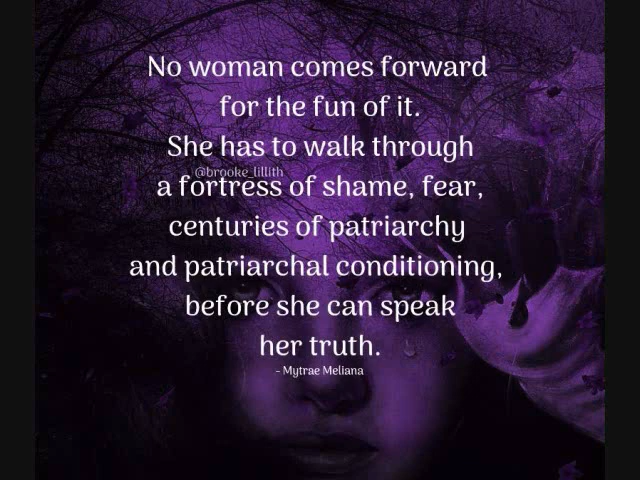 No woman comes forward
for the fun of it.
She has to walk through
@brooke_lillith
a fortress of shame, fear,
centuries of patriarchy
and patriarchal conditioning,
before she can speak
her truth.
- Mytrae Meliana